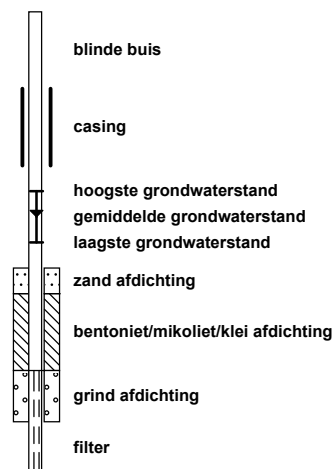 blinde buis
casing
hoogste grondwaterstand
gemiddelde grondwaterstand
laagste grondwaterstand
zand afdichting
bentoniet/mikoliet/klei afdichting
grind afdichting
filter